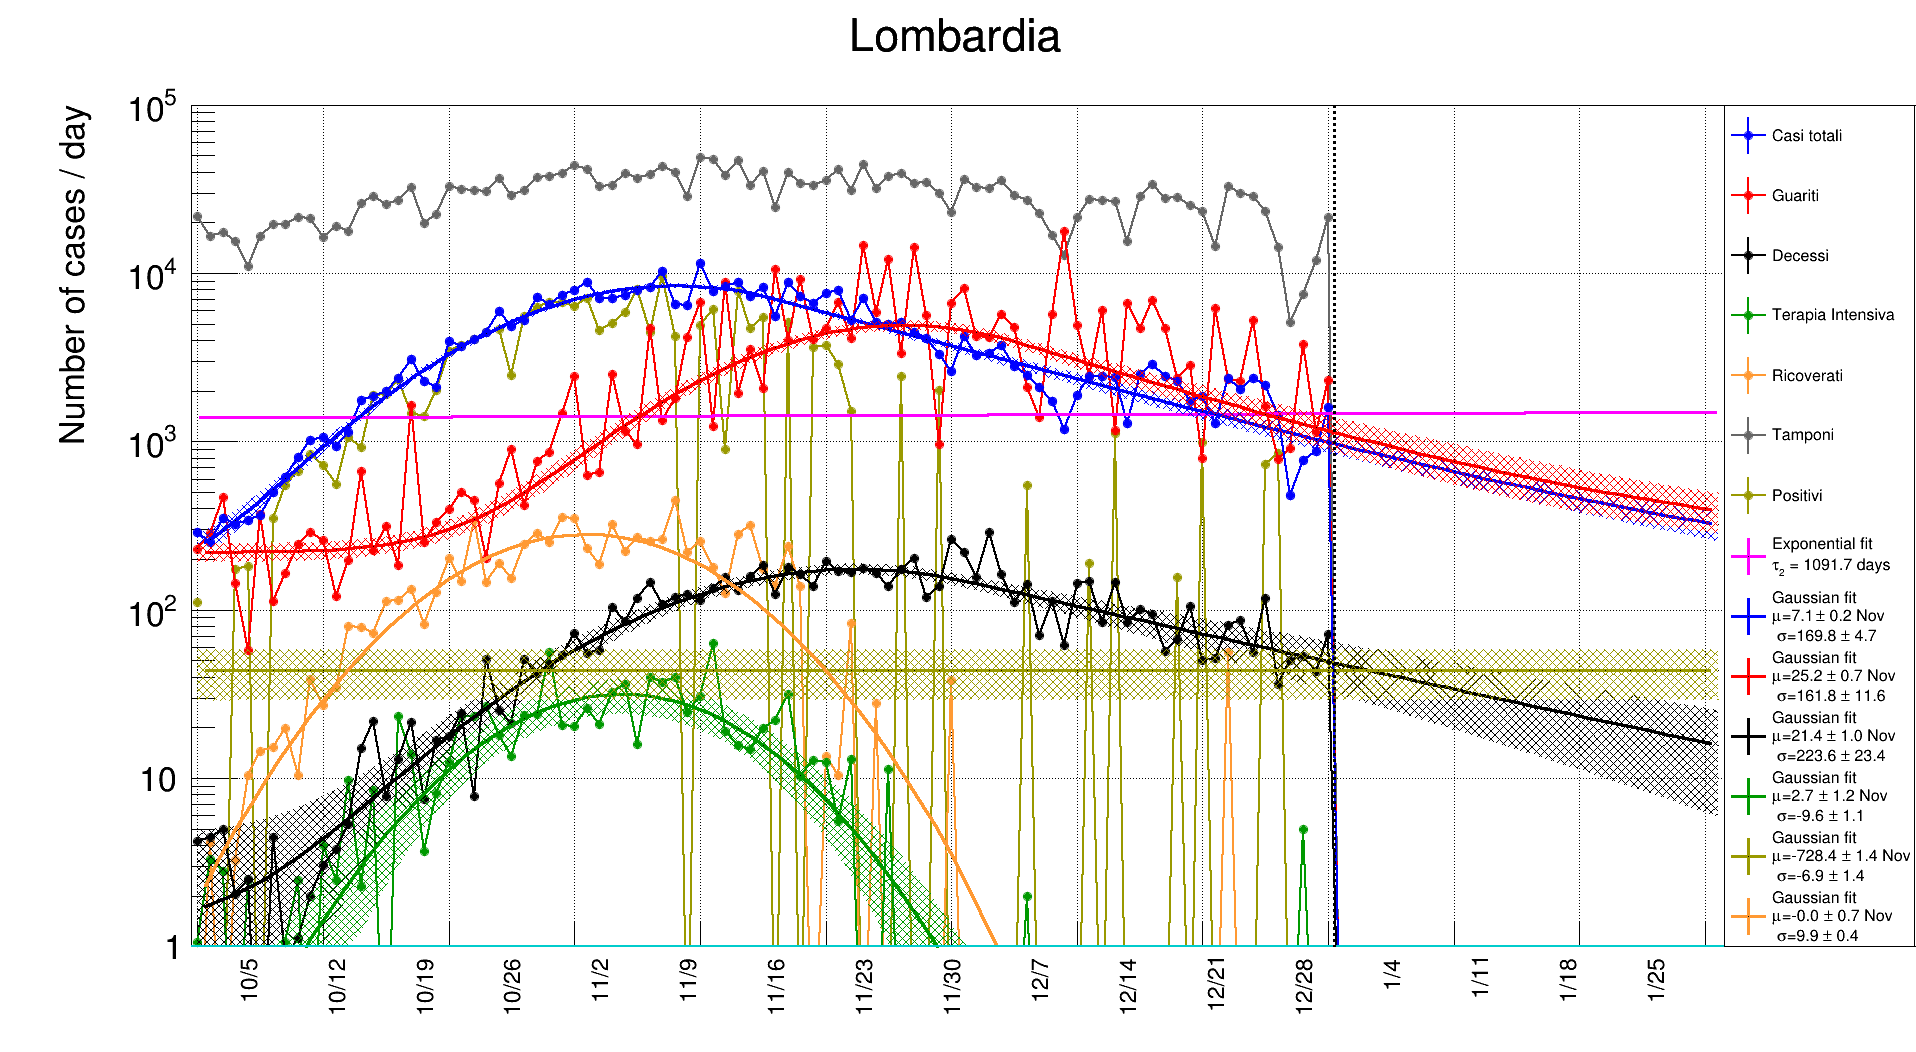 Lombardia
Number of cases / day
10^5
10^4
10^3
10^2
10
1
10/5
10/12
10/19
10/26
11/2
11/9
11/16
11/23
11/30
12/7
12/14
12/21
12/28
1/4
1/11
1/18
1/25
Casi totali
Guariti
Decessi
Terapia Intensiva
Ricoverati
Tamponi
Positivi
Exponential fit
τ₂ = 1091.7 days
Gaussian fit
μ=7.1 ± 0.2 Nov
σ=169.8 ± 4.7
Gaussian fit
μ=25.2 ± 0.7 Nov
σ=161.8 ± 11.6
Gaussian fit
μ=21.4 ± 1.0 Nov
σ=223.6 ± 23.4
Gaussian fit
μ=2.7 ± 1.2 Nov
σ=-9.6 ± 1.1
Gaussian fit
μ=-728.4 ± 1.4 Nov
σ=-6.9 ± 1.4
Gaussian fit
μ=-0.0 ± 0.7 Nov
σ=9.9 ± 0.4